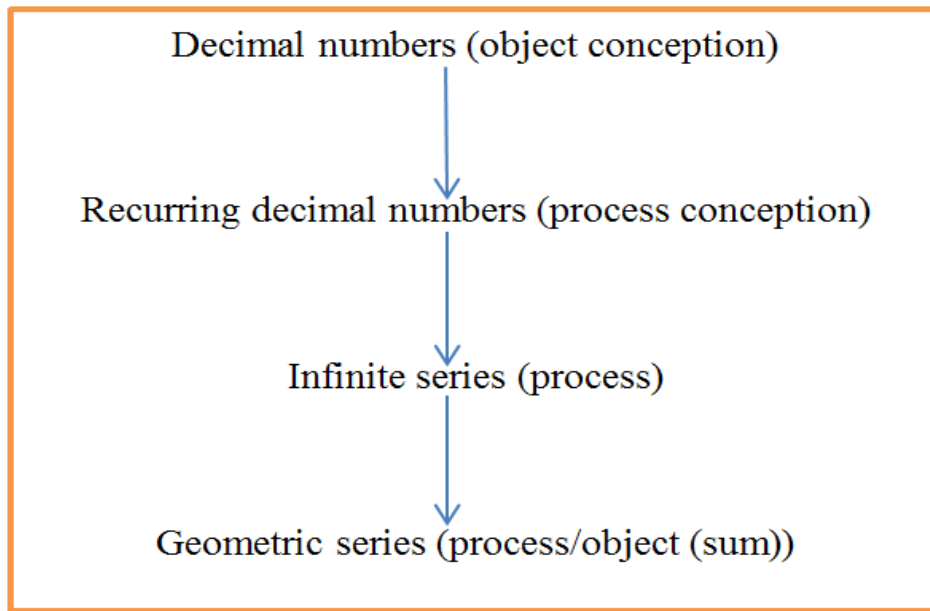 Decimal numbers (object conception)
Recurring decimal numbers (process conception)
Infinite series (process)
Geometric series (process/object (sum))